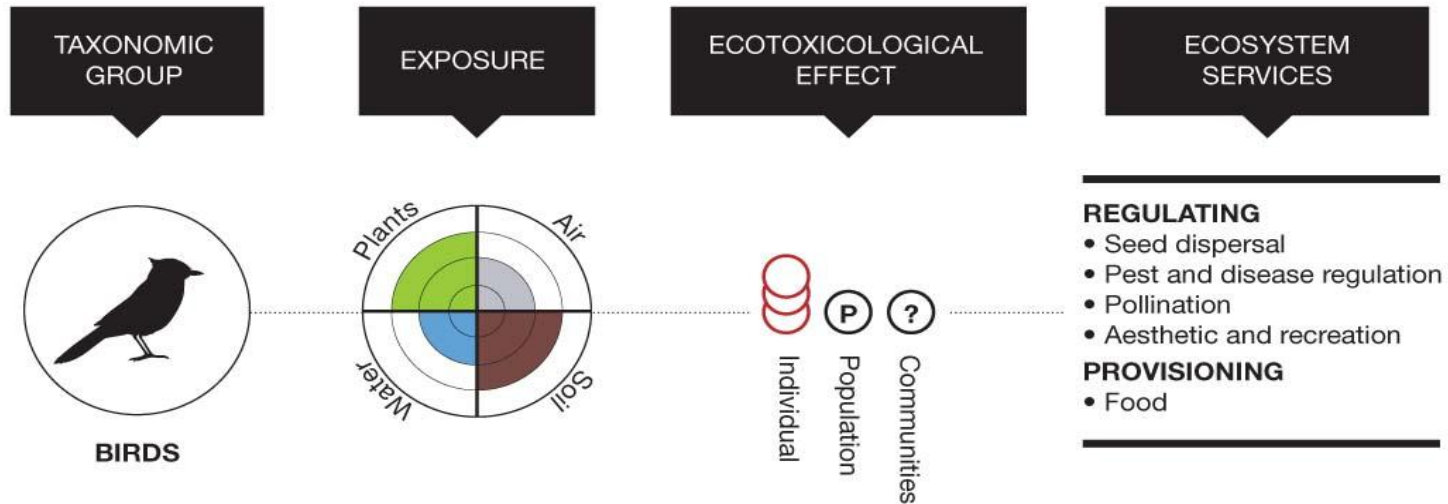 TAXONOMIC
GROUP
EXPOSURE
ECOTOXICOLOGICAL
EFFECT
ECOSYSTEM
SERVICES
BIRDS
Plants
Air
Water
Soil
P
?
Individual
Population
Communities
REGULATING
• Seed dispersal
• Pest and disease regulation
• Pollination
• Aesthetic and recreation
PROVISIONING
• Food